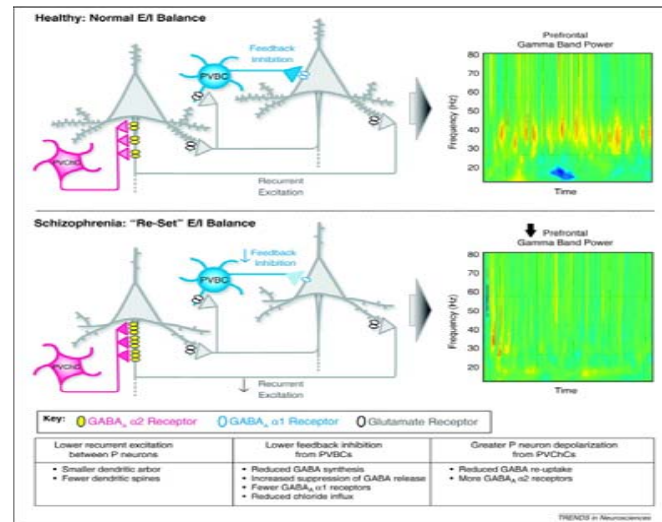 Healthy: Normal E/I Balance
PVBC
Feedback
Inhibition
PVChC
Recurrent
Excitation
Prefrontal
Gamma Band Power
Frequency (Hz)
80
70
60
50
40
30
20
Time
Schizophrenia: "Re-Set" E/I Balance
PVBC
↓ Feedback
Inhibition
PVChC
↓ Recurrent
Excitation
Prefrontal
Gamma Band Power
Frequency (Hz)
80
70
60
50
40
30
20
Time
Key: GABAA α2 Receptor GABAA α1 Receptor Glutamate Receptor
Lower recurrent excitation
between P neurons
• Smaller dendritic arbor
• Fewer dendritic spines
Lower feedback inhibition
from PVBCs
• Reduced GABA synthesis
• Increased suppression of GABA release
• Fewer GABAA α1 receptors
• Reduced chloride influx
Greater P neuron depolarization
from PVChCs
• Reduced GABA re-uptake
• More GABAA α2 receptors
TRENDS in Neurosciences